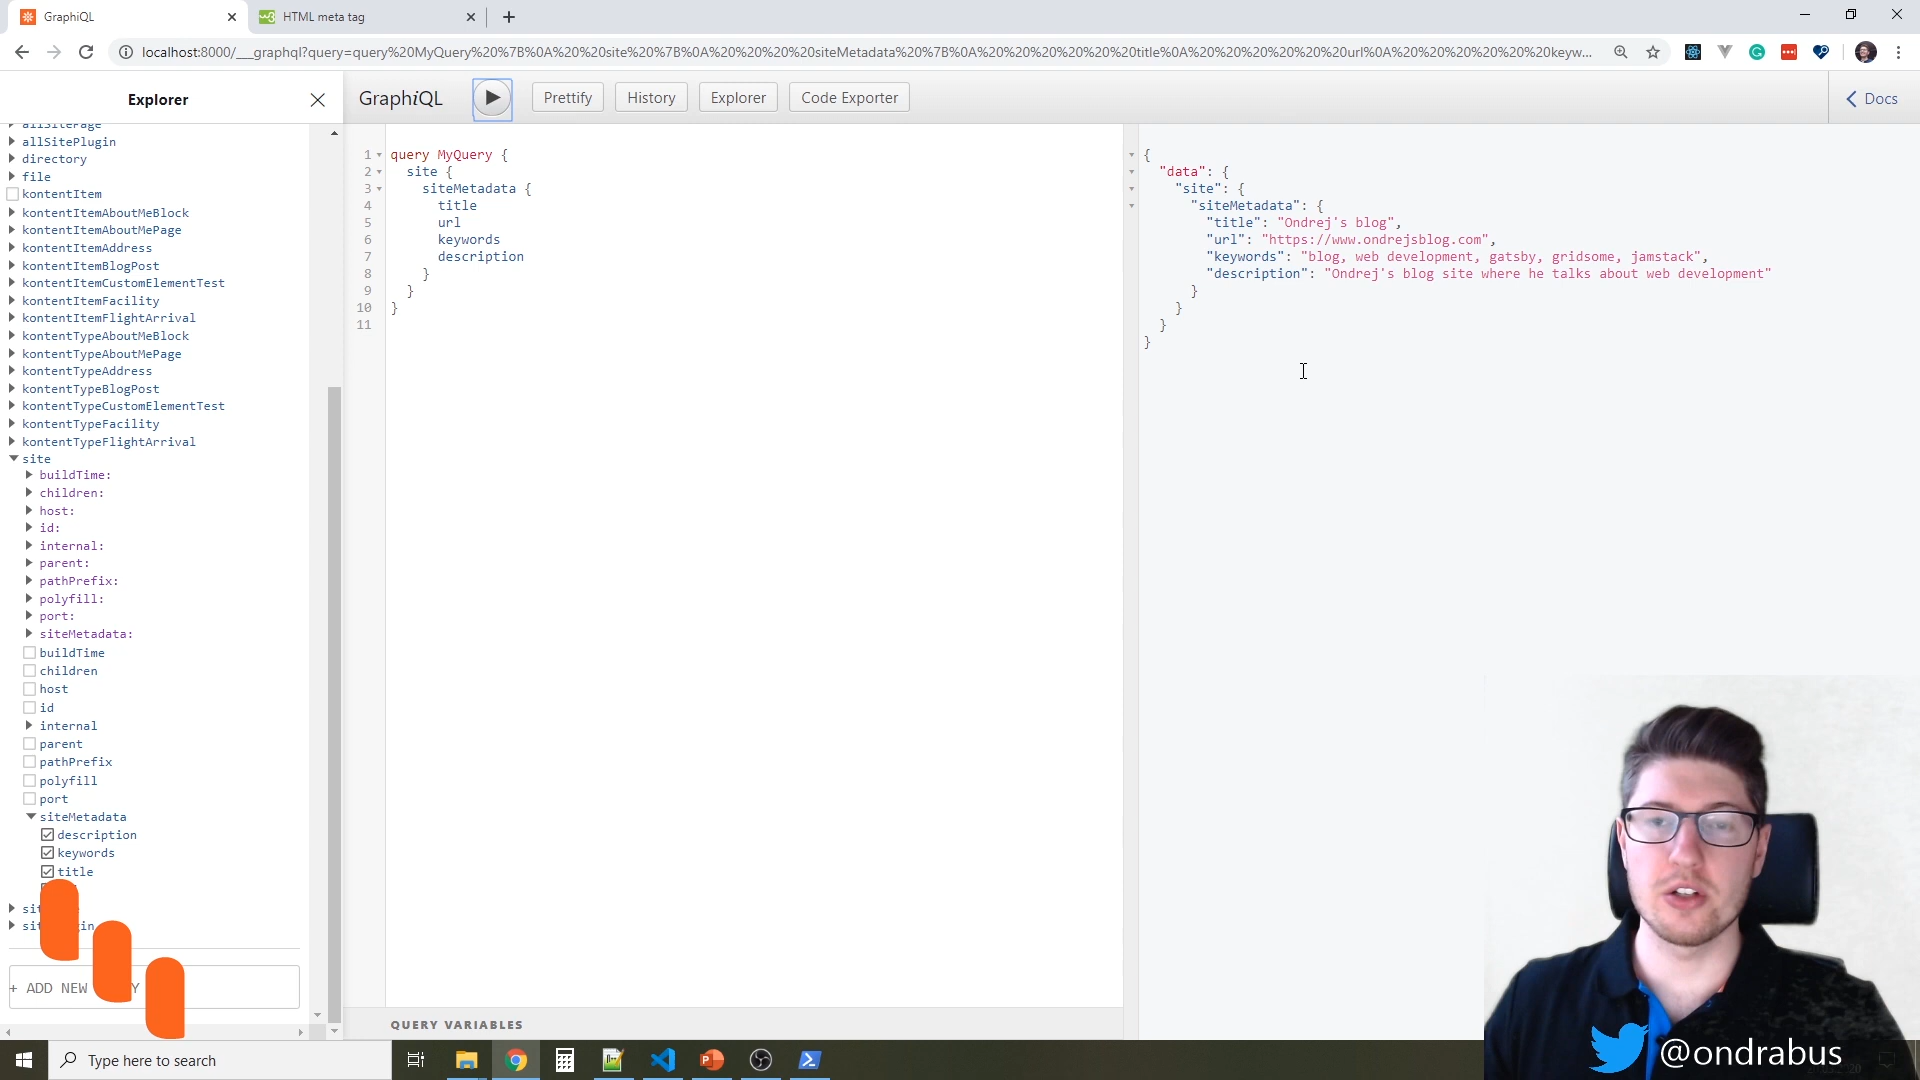 GraphiQL
HTML meta tag
localhost:8000/___graphql?query=query%20MyQuery%20%7B%0A%20%20site%20%7B%0A%20%20%20%20siteMetadata%20%7B%0A%20%20%20%20%20%20title%0A%20%20%20%20%20%20url%0A%20%20%20%20%20%20keyw...
Explorer
GraphiQL
Prettify
History
Explorer
Code Exporter
Docs
allSitePage
allSitePlugin
directory
file
kontentItem
kontentItemAboutMeBlock
kontentItemAboutMePage
kontentItemAddress
kontentItemBlogPost
kontentItemCustomElementTest
kontentItemFacility
kontentItemFlightArrival
kontentTypeAboutMeBlock
kontentTypeAboutMePage
kontentTypeAddress
kontentTypeBlogPost
kontentTypeCustomElementTest
kontentTypeFacility
kontentTypeFlightArrival
site
buildTime:
children:
host:
id:
internal:
parent:
pathPrefix:
polyfill:
port:
siteMetadata:
buildTime
children
host
id
internal
parent
pathPrefix
polyfill
port
siteMetadata
description
keywords
title
+ ADD NEW
1 query MyQuery {
2 site {
3 siteMetadata {
4 title
5 url
6 keywords
7 description
8 }
9 }
10 }
11
QUERY VARIABLES
{
"data": {
"site": {
"siteMetadata": {
"title": "Ondrej's blog",
"url": "https://www.ondrejsblog.com",
"keywords": "blog, web development, gatsby, gridsome, jamstack",
"description": "Ondrej's blog site where he talks about web development"
}
}
}
}
Type here to search
@ondrabus